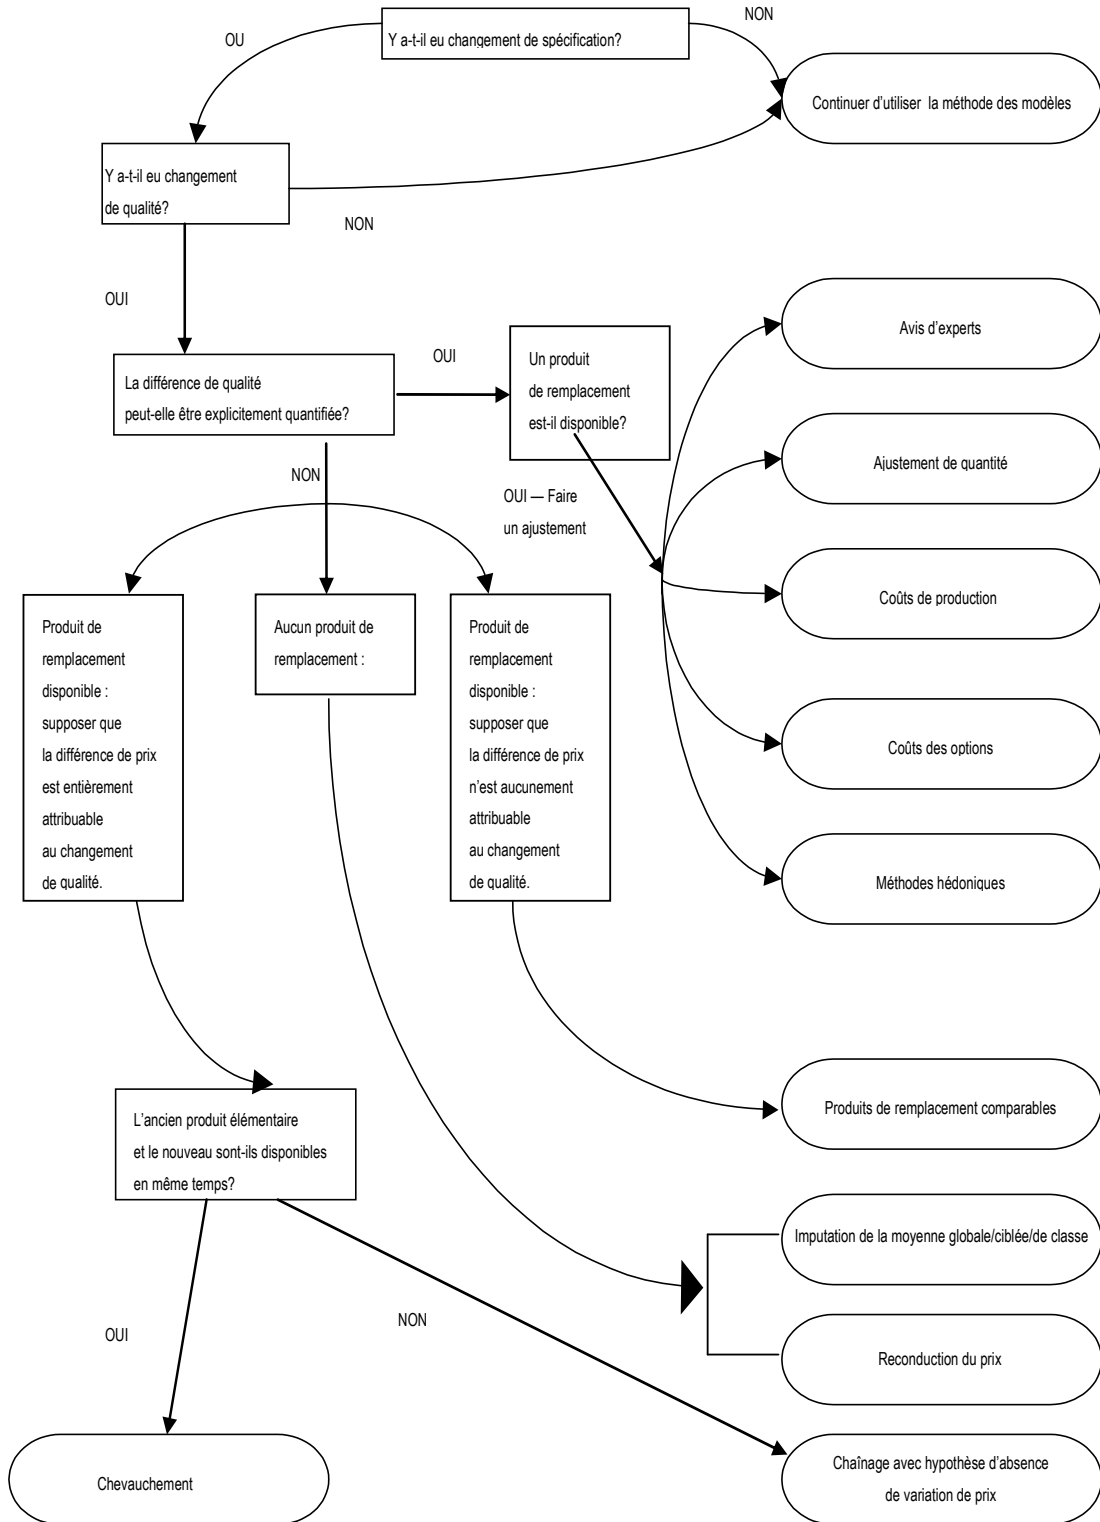 NON
OU
Y a-t-il eu changement de spécification?
Continuer d'utiliser la méthode des modèles
Y a-t-il eu changement
de qualité?
NON
OUI
Avis d'experts
OUI
Un produit
de remplacement
est-il disponible?
La différence de qualité
peut-elle être explicitement quantifiée?
Ajustement de quantité
NON
OUI — Faire
un ajustement
Coûts de production
Produit de
remplacement
disponible :
supposer que
la différence de prix
est entièrement
attribuable
au changement
de qualité.
Aucun produit de
remplacement :
Produit de
remplacement
disponible :
supposer que
la différence de prix
n'est aucunement
attribuable
au changement
de qualité.
Coûts des options
Méthodes hédoniques
Produits de remplacement comparables
L'ancien produit élémentaire
et le nouveau sont-ils disponibles
en même temps?
Imputation de la moyenne globale/ciblée/de classe
OUI
NON
Reconduction du prix
Chevauchement
Chaînage avec hypothèse d'absence
de variation de prix